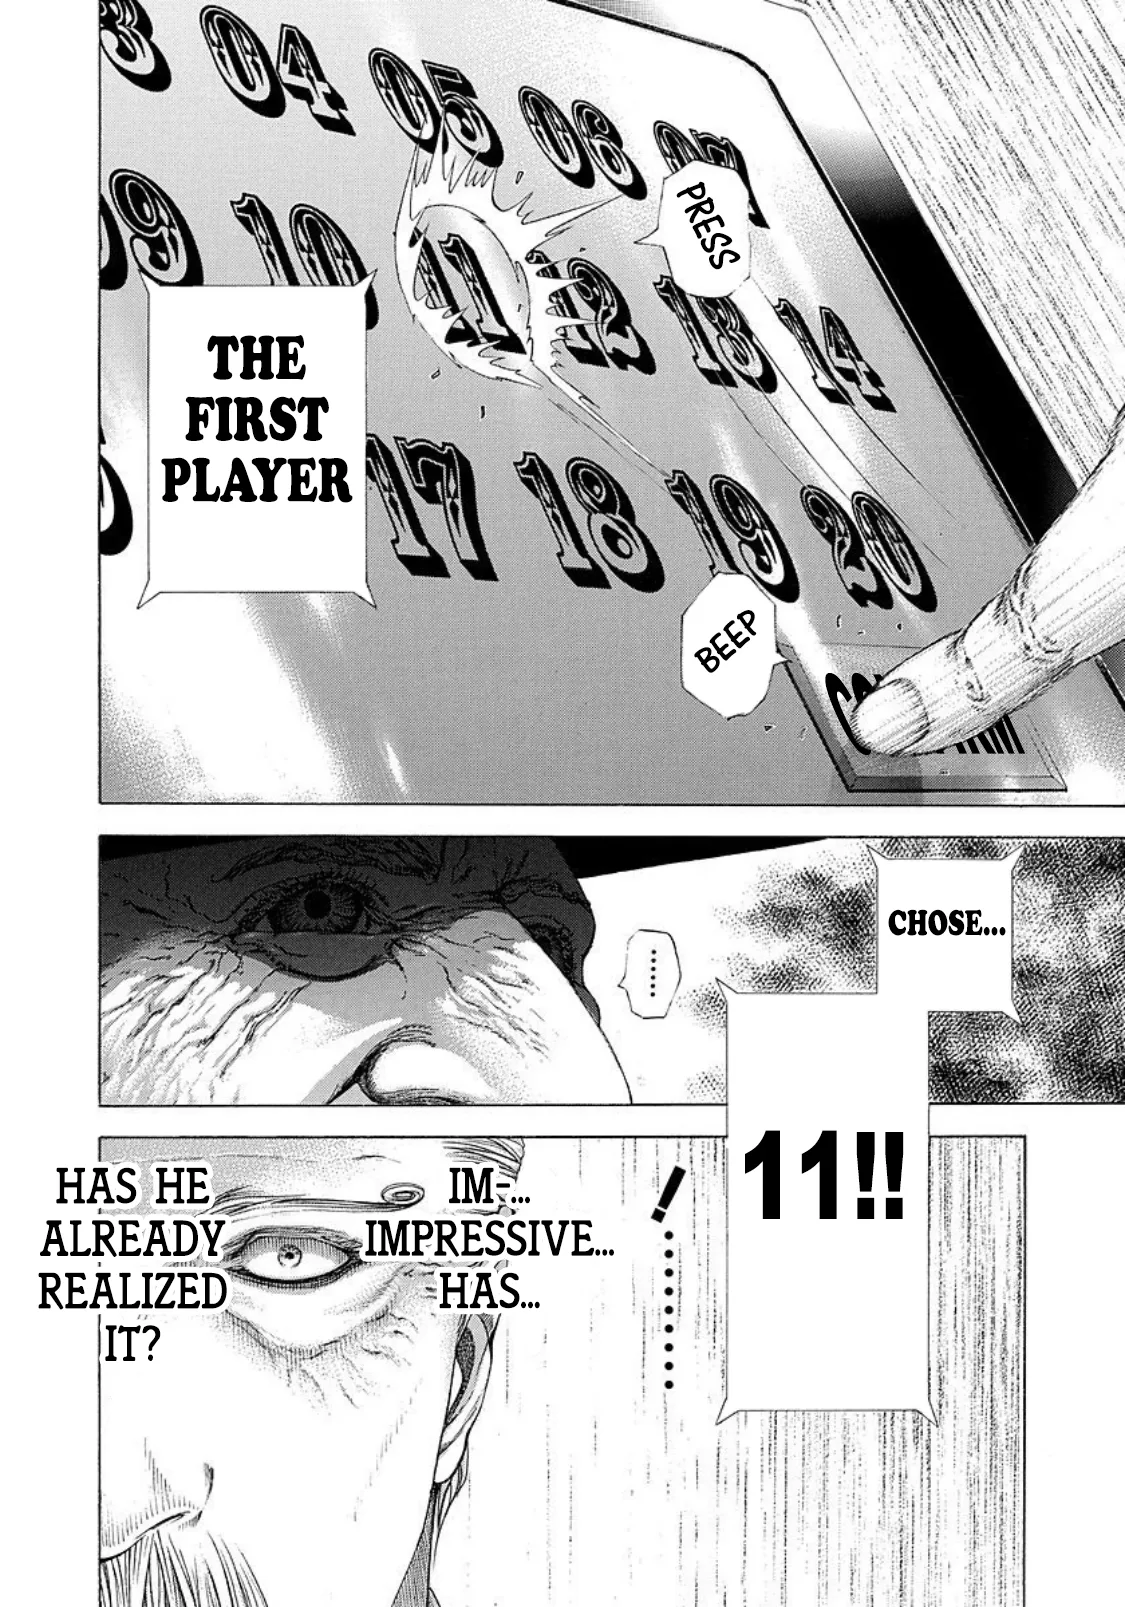 04 05 06 07
PRESS
09 10 11 12 13 14
THE
FIRST
PLAYER
17 18 19 20
BEEP
CHOSE...
........
11!!
!........
IM-...
IMPRESSIVE...
HAS...
HAS HE
ALREADY
REALIZED
IT?